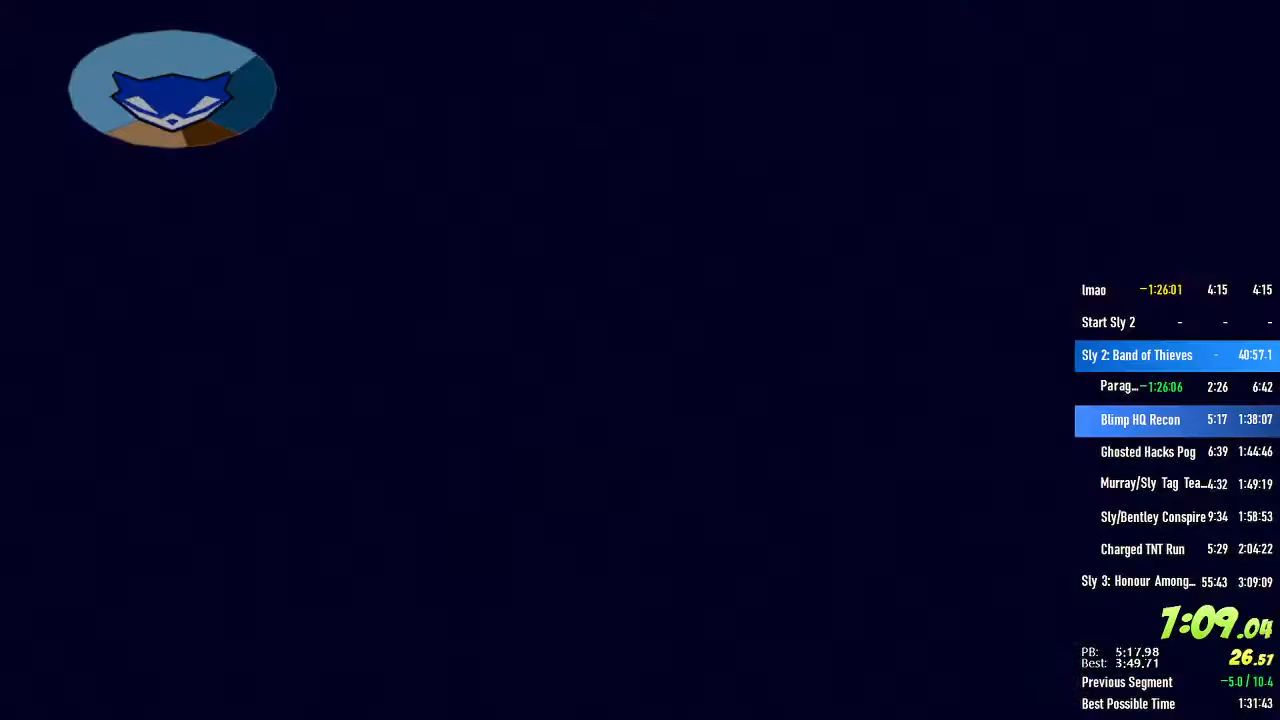 lmao −1:26:01 4:15 4:15
Start Sly 2 - - -
Sly 2: Band of Thieves - 40:57.1
Parag... −1:26:06 2:26 6:42
Blimp HQ Recon 5:17 1:38:07
Ghosted Hacks Pog 6:39 1:44:46
Murray/Sly Tag Tea... 4:32 1:49:19
Sly/Bentley Conspire 9:34 1:58:53
Charged TNT Run 5:29 2:04:22
Sly 3: Honour Among... 55:43 3:09:09
7:09.04
PB: 5:17.98
Best: 3:49.71
26.57
Previous Segment −5.0 / 10.4
Best Possible Time 1:31:43